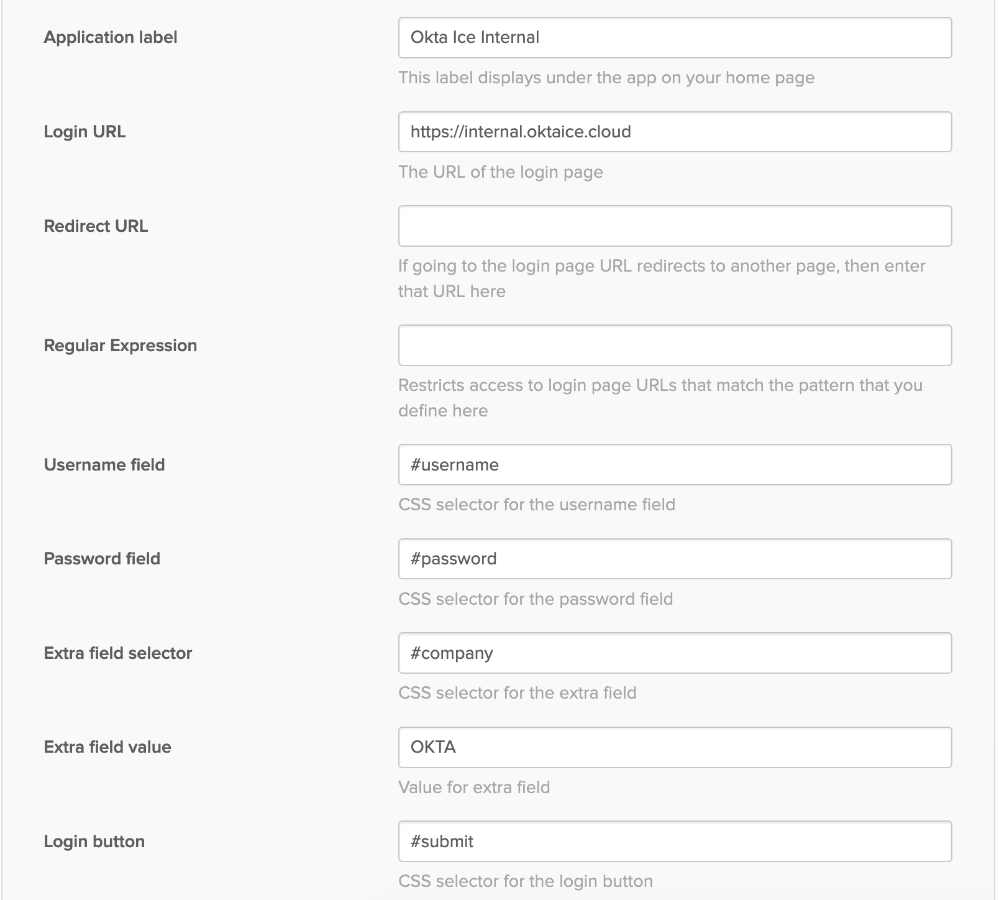 Application label
Okta Ice Internal
This label displays under the app on your home page
Login URL
https://internal.oktaice.cloud
The URL of the login page
Redirect URL
If going to the login page URL redirects to another page, then enter
that URL here
Regular Expression
Restricts access to login page URLs that match the pattern that you
define here
Username field
#username
CSS selector for the username field
Password field
#password
CSS selector for the password field
Extra field selector
#company
CSS selector for the extra field
Extra field value
OKTA
Value for extra field
Login button
#submit
CSS selector for the login button